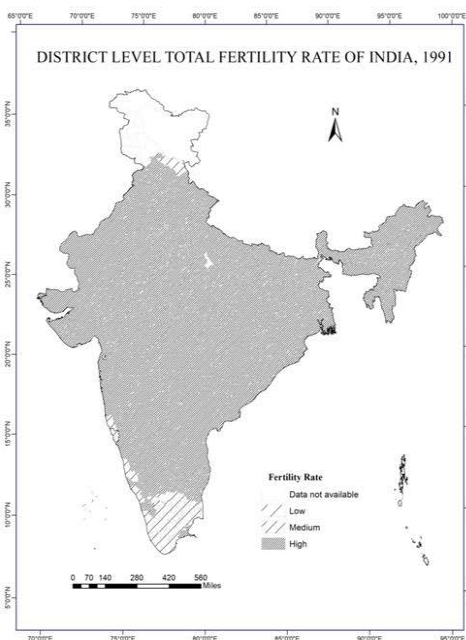 65°0'0"E 70°0'0"E 75°0'0"E 80°0'0"E 85°0'0"E 90°0'0"E 95°0'0"E 100°0'0"E
DISTRICT LEVEL TOTAL FERTILITY RATE OF INDIA, 1991
N
35°0'0"N
30°0'0"N
25°0'0"N
20°0'0"N
15°0'0"N
10°0'0"N
5°0'0"N
Fertility Rate
Data not available
Low
Medium
High
0 70 140 280 420 560
Miles
70°0'0"E 75°0'0"E 80°0'0"E 85°0'0"E 90°0'0"E 95°0'0"E